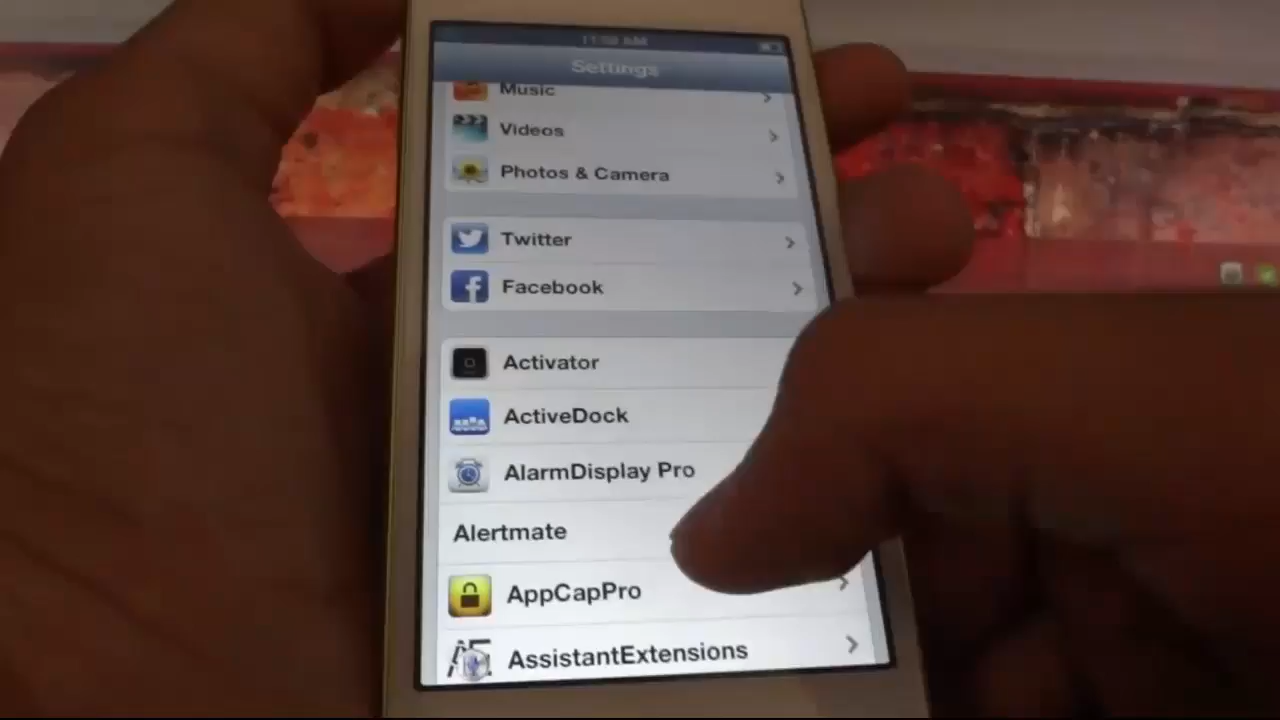 Settings
Music
Videos
Photos & Camera
Twitter
Facebook
Activator
ActiveDock
AlarmDisplay Pro
Alertmate
AppCapPro
AssistantExtensions